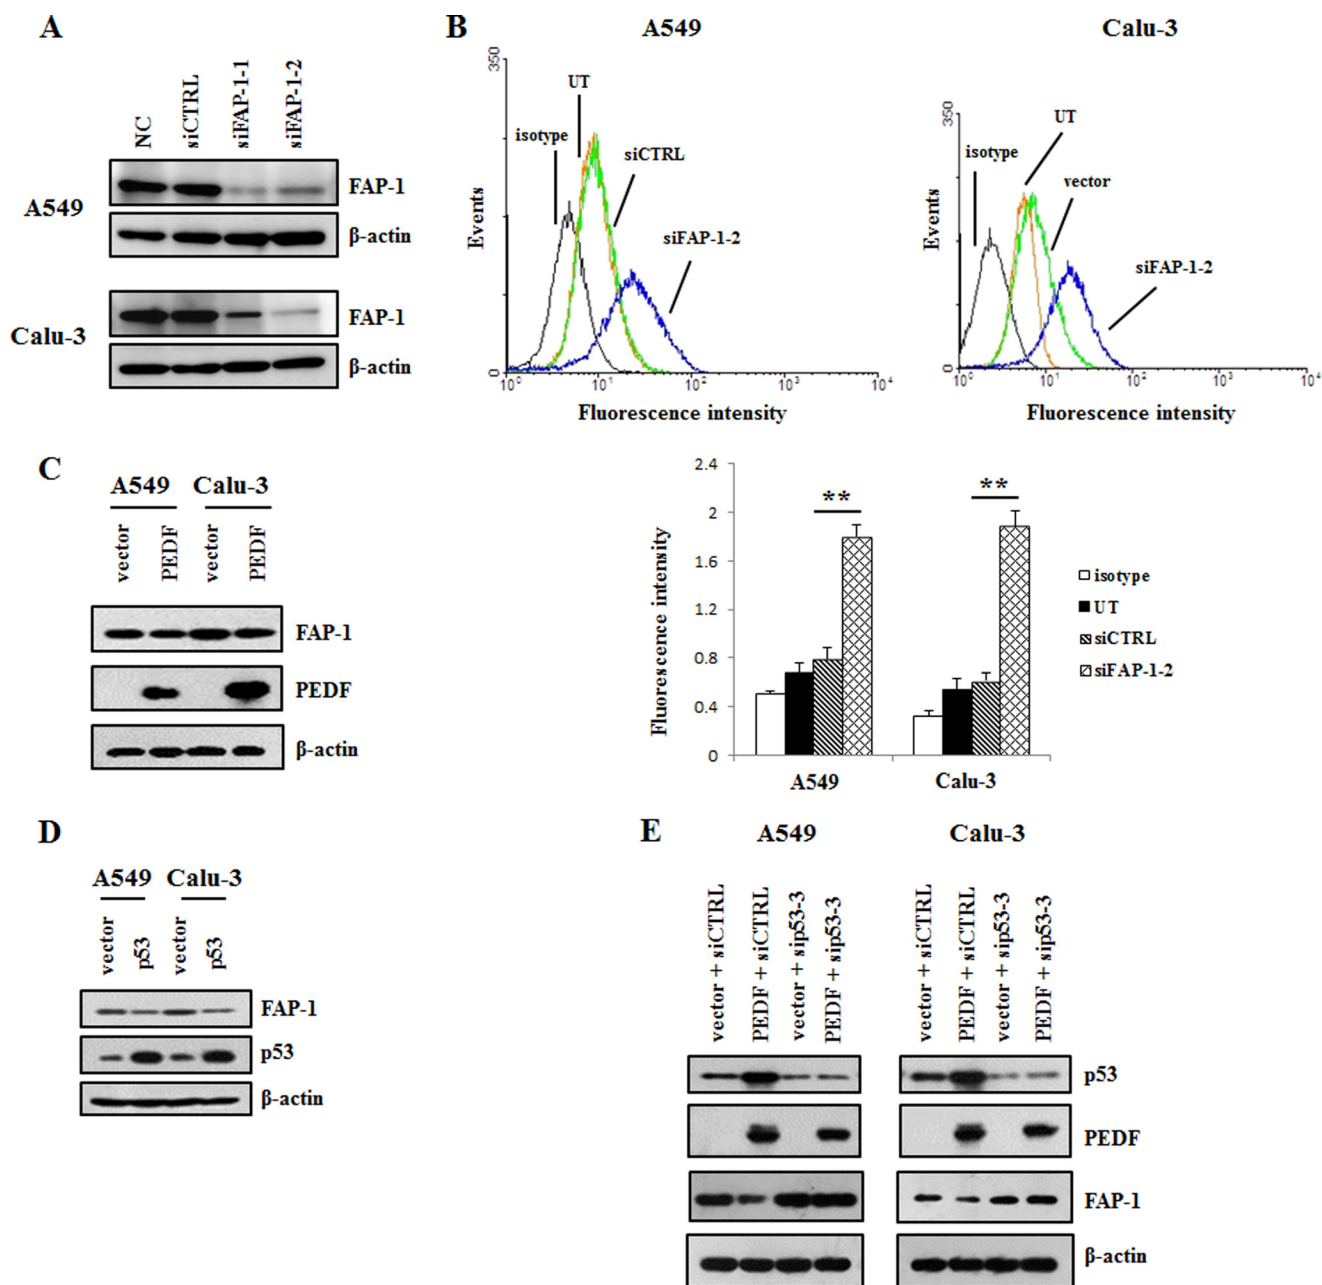 A
NC
siCTRL
siFAP-1-1
siFAP-1-2
A549
FAP-1
β-actin
Calu-3
FAP-1
β-actin
B
A549
350
Events
isotype
UT
siCTRL
siFAP-1-2
10⁰
10¹
10²
10³
10⁴
Fluorescence intensity
Calu-3
350
Events
isotype
UT
vector
siFAP-1-2
10⁰
10¹
10²
10³
10⁴
Fluorescence intensity
2.4
2
1.6
1.2
0.8
0.4
0
Fluorescence intensity
**
**
A549
Calu-3
isotype
UT
siCTRL
siFAP-1-2
C
A549 Calu-3
vector
PEDF
vector
PEDF
FAP-1
PEDF
β-actin
D
A549 Calu-3
vector
p53
vector
p53
FAP-1
p53
β-actin
E
A549
Calu-3
vector + siCTRL
PEDF + siCTRL
vector + sip53-3
PEDF + sip53-3
vector + siCTRL
PEDF + siCTRL
vector + sip53-3
PEDF + sip53-3
p53
PEDF
FAP-1
β-actin